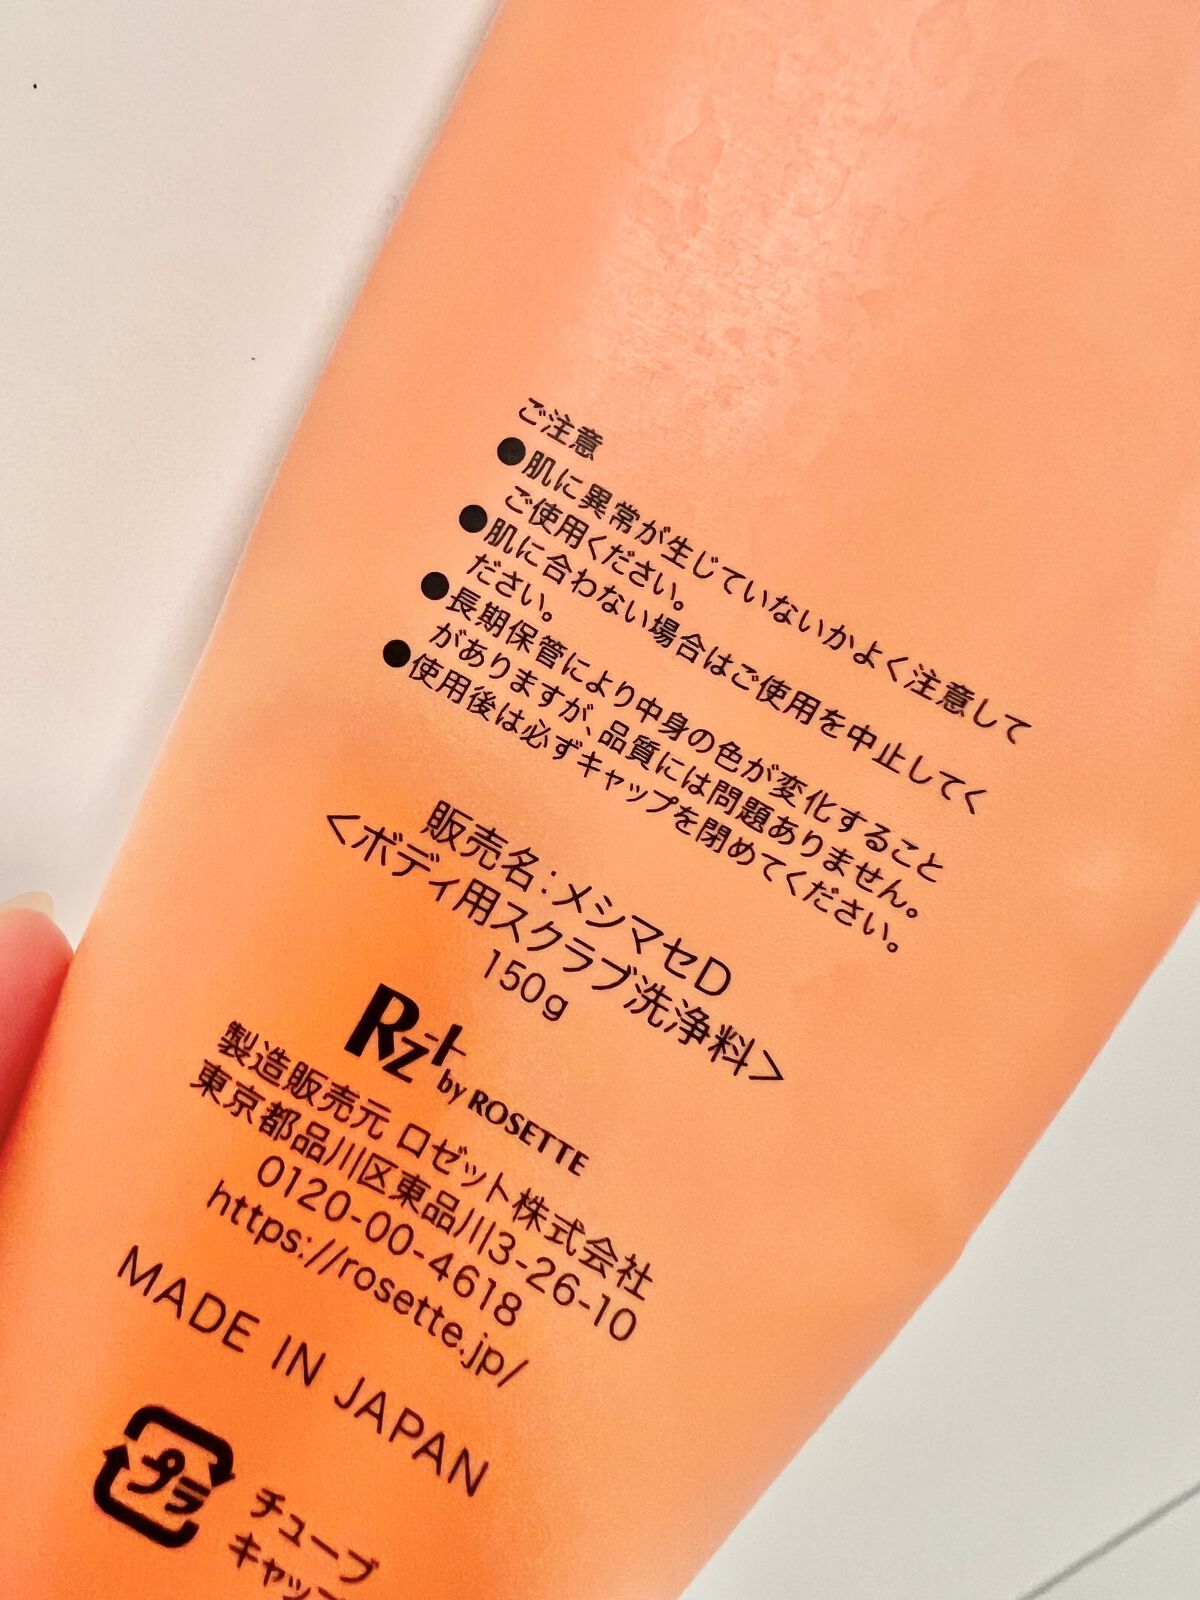 ご注意
●肌に異常が生じていないかよく注意して
ご使用ください。
●肌に合わない場合はご使用を中止してく
ださい。
●長期保管により中身の色が変化すること
がありますが、品質には問題ありません。
●使用後は必ずキャップを閉めてください。
販売名：メシマセD
＜ボディ用スクラブ洗浄料＞
150g
Rz+
by ROSETTE
製造販売元 ロゼット株式会社
東京都品川区東品川3-26-10
0120-00-4618
https://rosette.jp/
MADE IN JAPAN
プラ
チューブ
キャップ